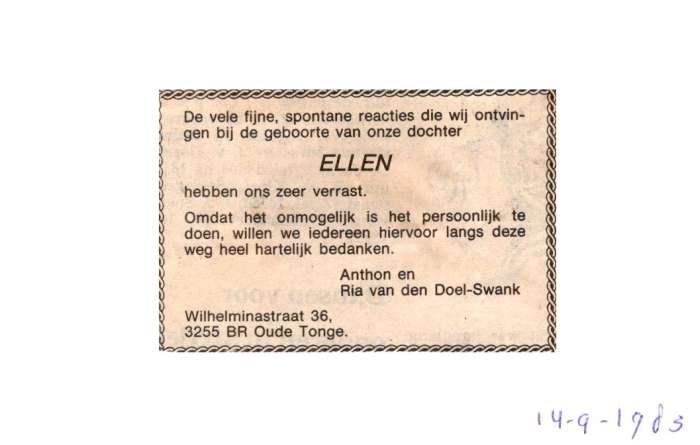 De vele fijne, spontane reacties die wij ontvin-
gen bij de geboorte van onze dochter
ELLEN
hebben ons zeer verrast.
Omdat het onmogelijk is het persoonlijk te
doen, willen we iedereen hiervoor langs deze
weg heel hartelijk bedanken.
Anthon en
Ria van den Doel-Swank
Wilhelminastraat 36,
3255 BR Oude Tonge.
14-9-1983